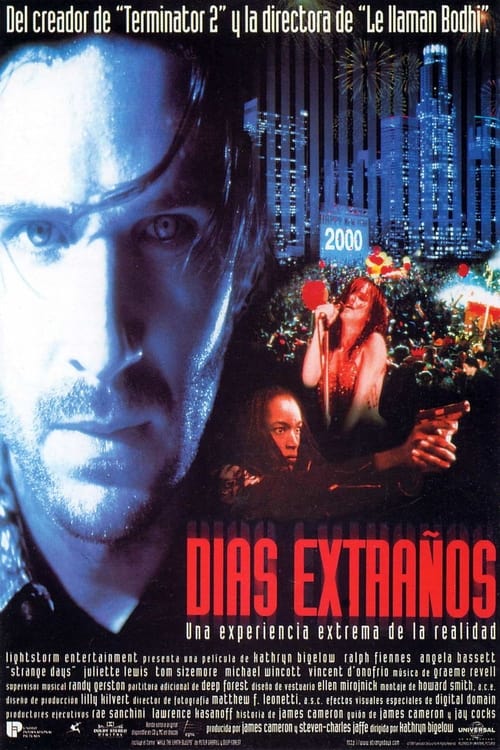 Del creador de "Terminator 2" y la directora de "Le llaman Bodhi".
HAPPY NEW YEAR
2000
DIAS EXTRAÑOS
Una experiencia extrema de la realidad
lightstorm entertainment presenta una película de kathryn bigelow ralph fiennes angela bassett
"strange days" juliette lewis tom sizemore michael wincott vincent d'onofrio música de graeme revell
supervisor musical randy gerston partitura adicional de deep forest diseño de vestuario ellen mirojnick montaje de howard smith, a.c.e.
diseño de producción lilly kilvert director de fotografía matthew f. leonetti, a.s.c. efectos visuales especiales de digital domain
productores ejecutivos rae sanchini y lawrence kasanoff historia de james cameron guión de james cameron y jay cocks
producida por james cameron y steven-charles jaffe dirigida por kathryn bigelow
UNIVERSAL